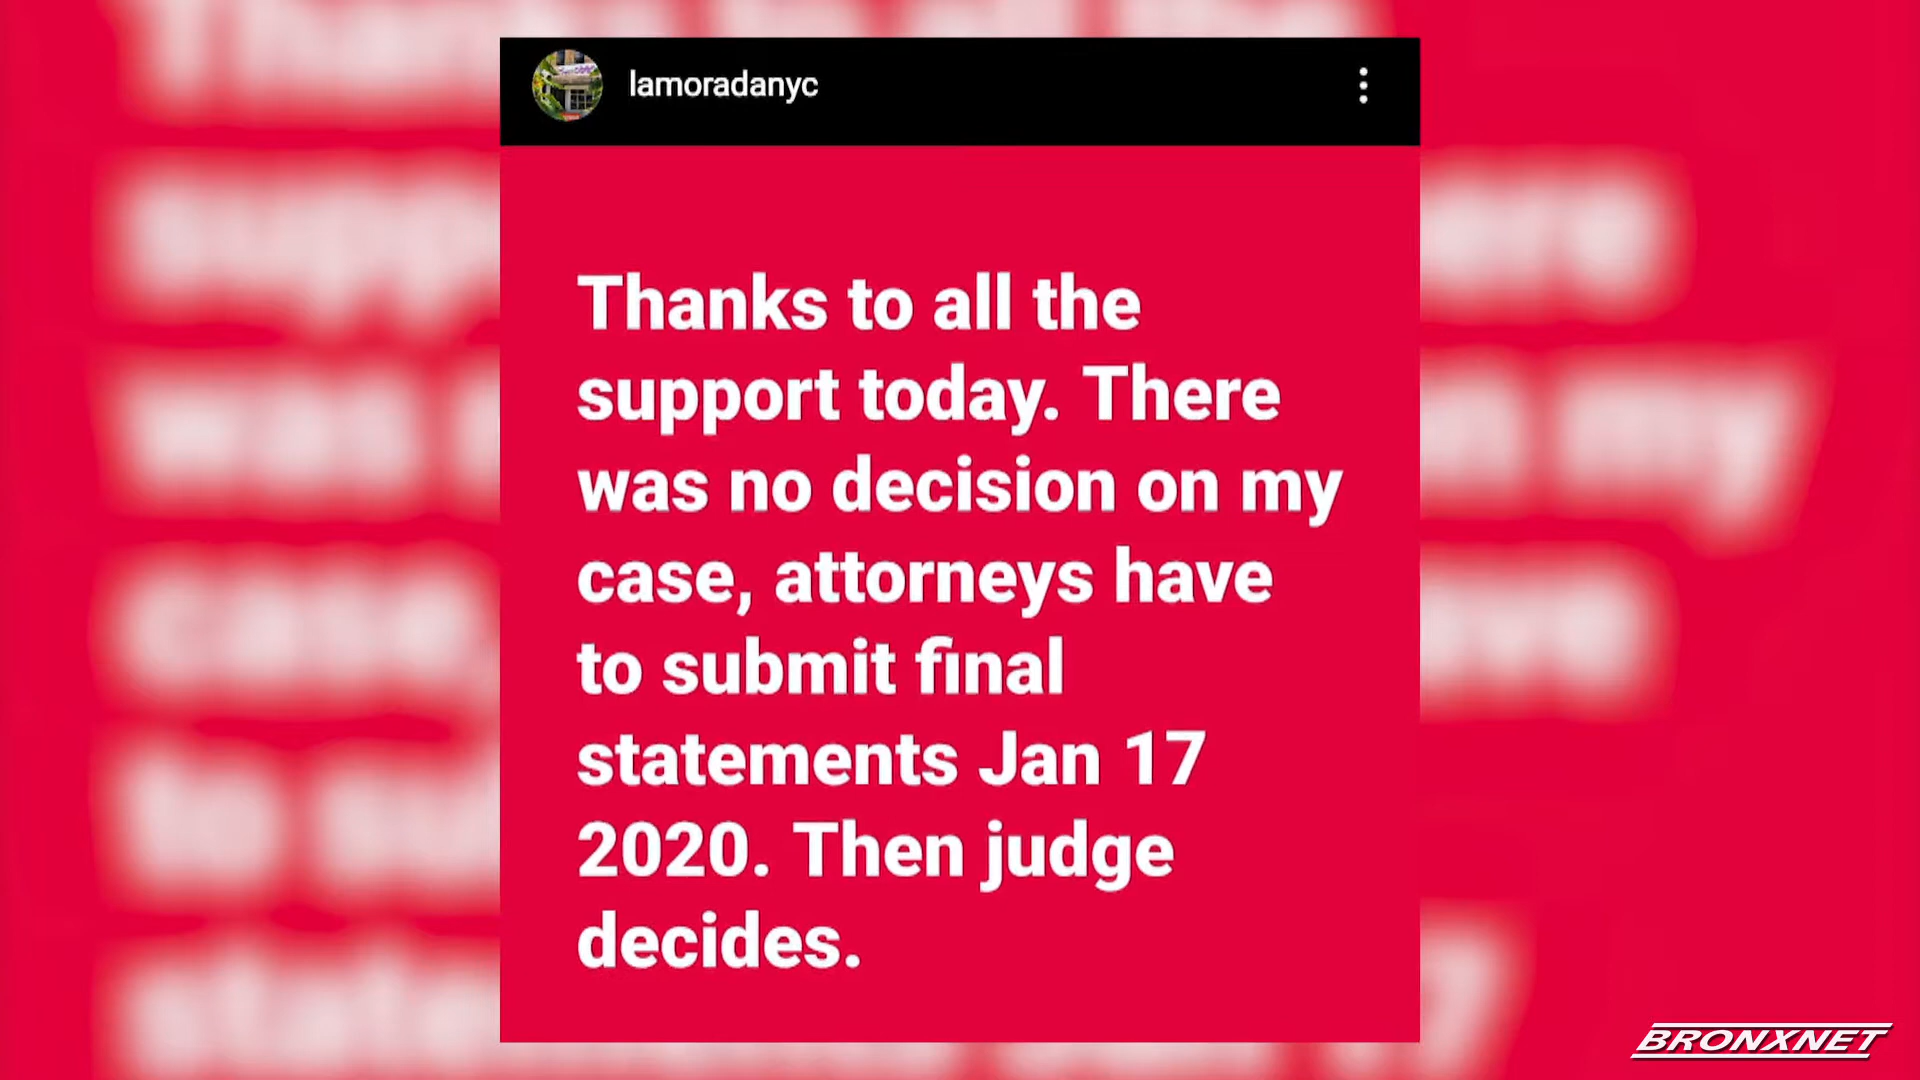 lamoradanyc
Thanks to all the
support today. There
was no decision on my
case, attorneys have
to submit final
statements Jan 17
2020. Then judge
decides.
BRONXNET